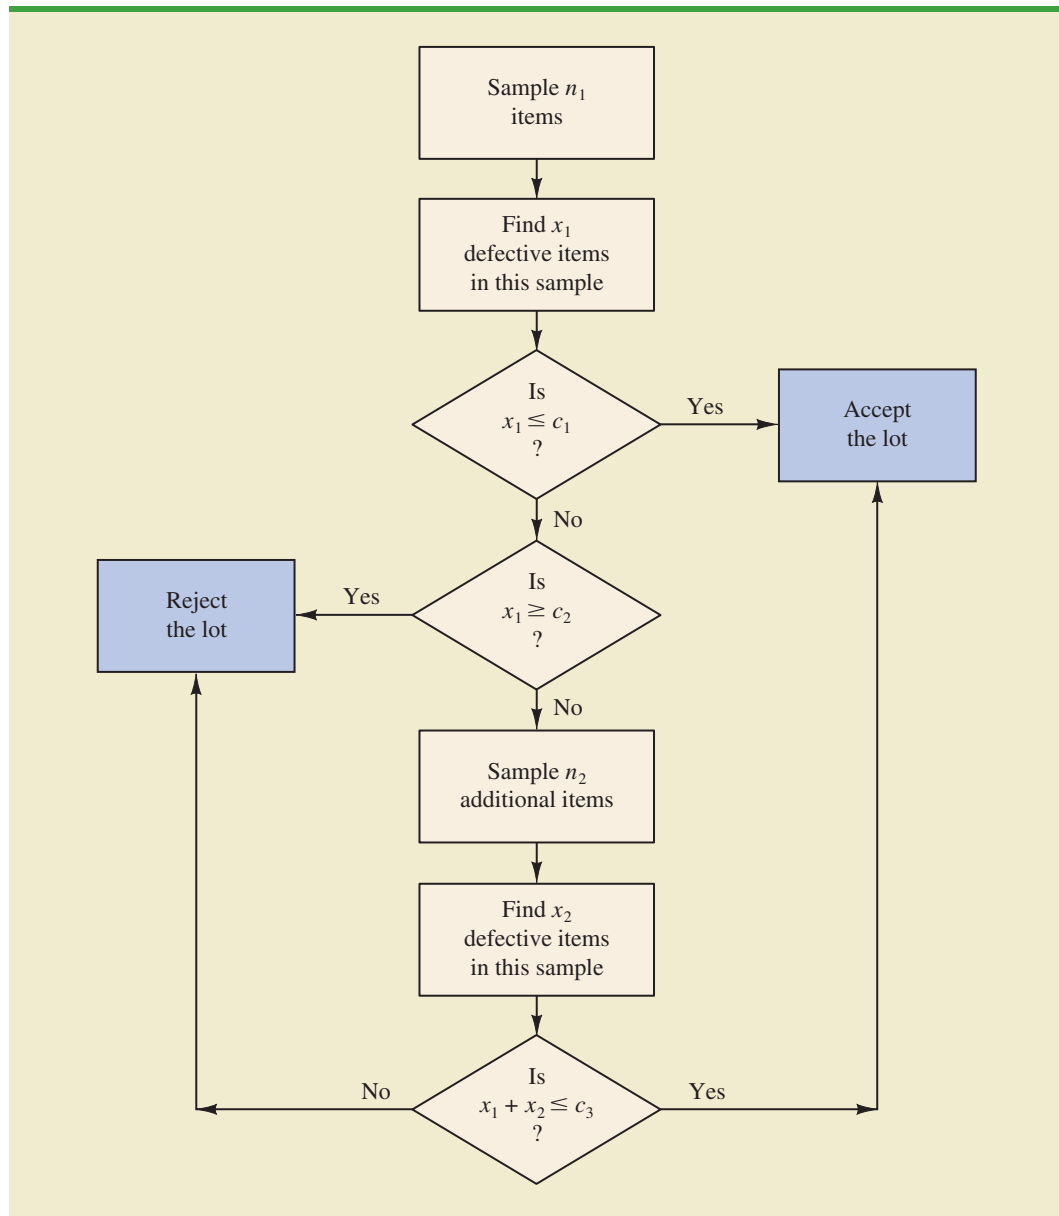 Sample n₁
items
Find x₁
defective items
in this sample
Is
x₁ ≤ c₁
?
Yes
Accept
the lot
No
Is
x₁ ≥ c₂
?
Yes
Reject
the lot
No
Sample n₂
additional items
Find x₂
defective items
in this sample
Is
x₁ + x₂ ≤ c₃
?
No
Yes